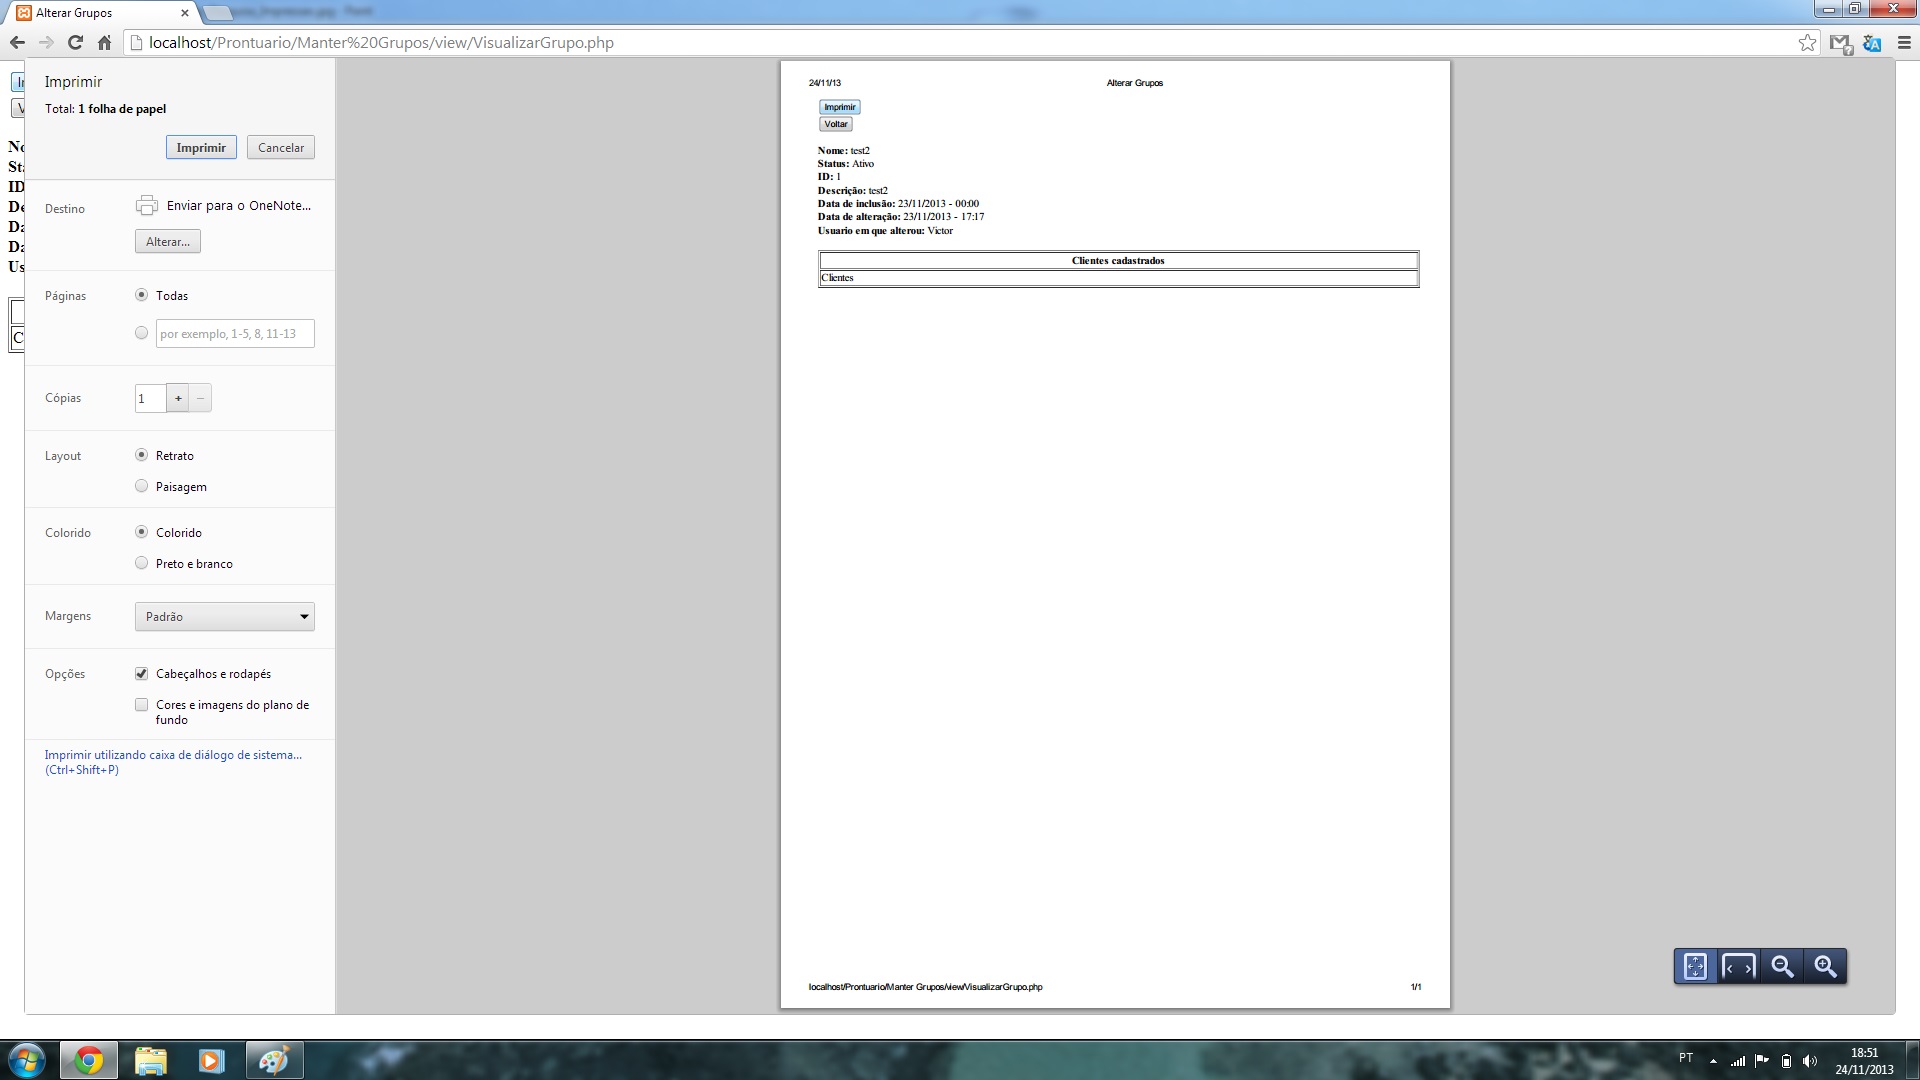 Alterar Grupos
localhost/Prontuario/Manter%20Grupos/view/VisualizarGrupo.php
Imprimir
Total: 1 folha de papel
Imprimir Cancelar
Destino Enviar para o OneNote...
Alterar...
Páginas Todas
por exemplo, 1-5, 8, 11-13
Cópias 1 + −
Layout Retrato
Paisagem
Colorido Colorido
Preto e branco
Margens Padrão
Opções Cabeçalhos e rodapés
Cores e imagens do plano de
fundo
Imprimir utilizando caixa de diálogo de sistema...
(Ctrl+Shift+P)
24/11/13 Alterar Grupos
Imprimir
Voltar
Nome: test2
Status: Ativo
ID: 1
Descrição: test2
Data de inclusão: 23/11/2013 - 00:00
Data de alteração: 23/11/2013 - 17:17
Usuario em que alterou: Victor
Clientes cadastrados
Clientes
localhost/Prontuario/Manter Grupos/view/VisualizarGrupo.php 1/1
PT 18:51
24/11/2013